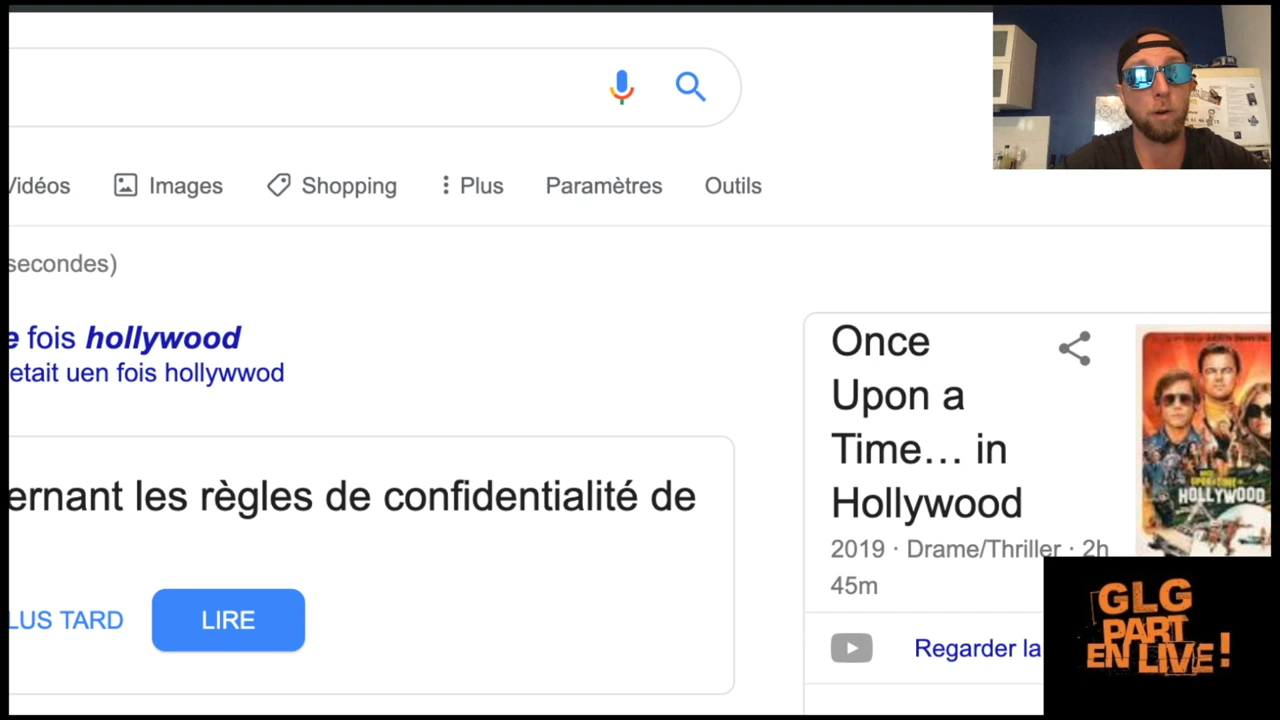 Vidéos
Images
Shopping
Plus
Paramètres
Outils
secondes)
e fois hollywood
etait uen fois hollywwod
ernant les règles de confidentialité de
LUS TARD
LIRE
Once
Upon a
Time… in
Hollywood
2019 · Drame/Thriller · 2h
45m
HOLLYWOOD
Regarder la
GLG
PART
EN LIVE !